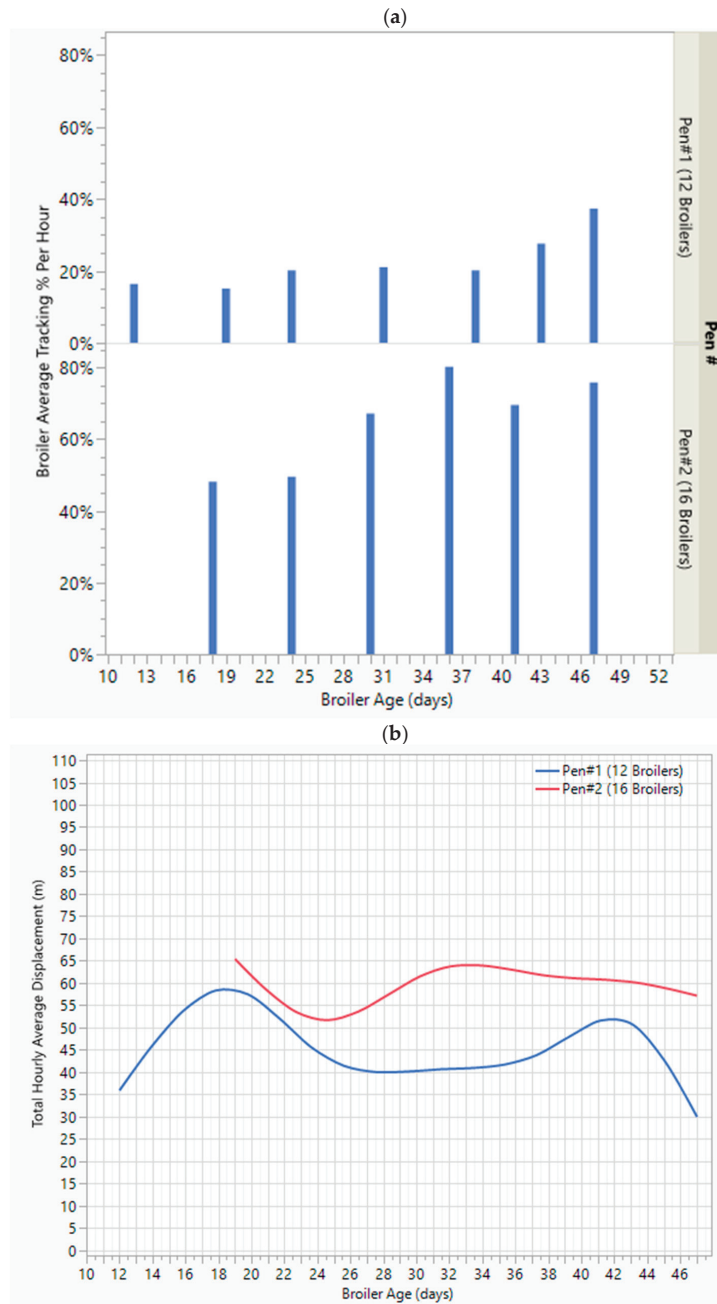 (a)
Broiler Average Tracking % Per Hour
80%
60%
40%
20%
0%
80%
60%
40%
20%
0%
Pen#1 (12 Broilers)
Pen#2 (16 Broilers)
Pen #
10 13 16 19 22 25 28 31 34 37 40 43 46 49 52
Broiler Age (days)
(b)
Total Hourly Average Displacement (m)
110
105
100
95
90
85
80
75
70
65
60
55
50
45
40
35
30
25
20
15
10
5
0
Pen#1 (12 Broilers)
Pen#2 (16 Broilers)
10 12 14 16 18 20 22 24 26 28 30 32 34 36 38 40 42 44 46
Broiler Age (days)